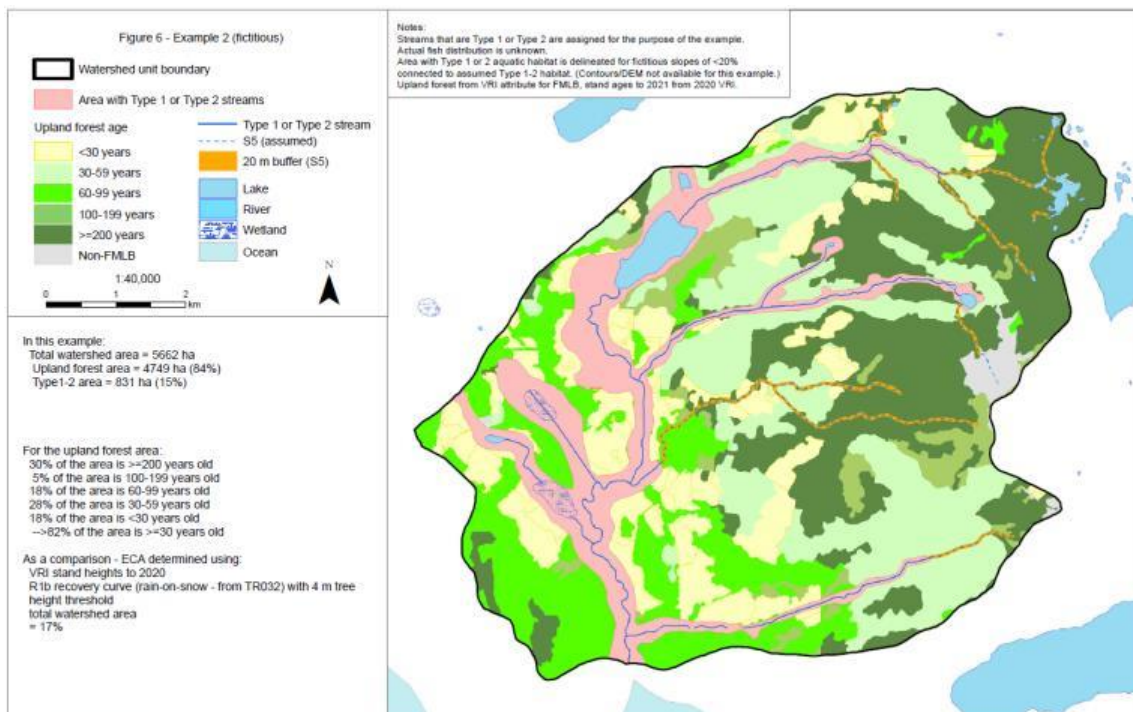 Figure 6 - Example 2 (fictitious)
Watershed unit boundary
Area with Type 1 or Type 2 streams
Upland forest age
<30 years
30-59 years
60-99 years
100-199 years
>=200 years
Non-FMLB
Type 1 or Type 2 stream
S5 (assumed)
20 m buffer (S5)
Lake
River
Wetland
Ocean
1:40,000
0 1 2
km
N
Notes:
Streams that are Type 1 or Type 2 are assigned for the purpose of the example.
Actual fish distribution is unknown.
Area with Type 1 or 2 aquatic habitat is delineated for fictitious slopes of <20%
connected to assumed Type 1-2 habitat. (Contours/DEM not available for this example.)
Upland forest from VRI attribute for FMLB, stand ages to 2021 from 2020 VRI.
In this example:
Total watershed area = 5662 ha
Upland forest area = 4749 ha (84%)
Type1-2 area = 831 ha (15%)
For the upland forest area:
30% of the area is >=200 years old
5% of the area is 100-199 years old
18% of the area is 60-99 years old
28% of the area is 30-59 years old
18% of the area is <30 years old
-->82% of the area is >=30 years old
As a comparison - ECA determined using:
VRI stand heights to 2020
R1b recovery curve (rain-on-snow - from TR032) with 4 m tree
height threshold
total watershed area
= 17%